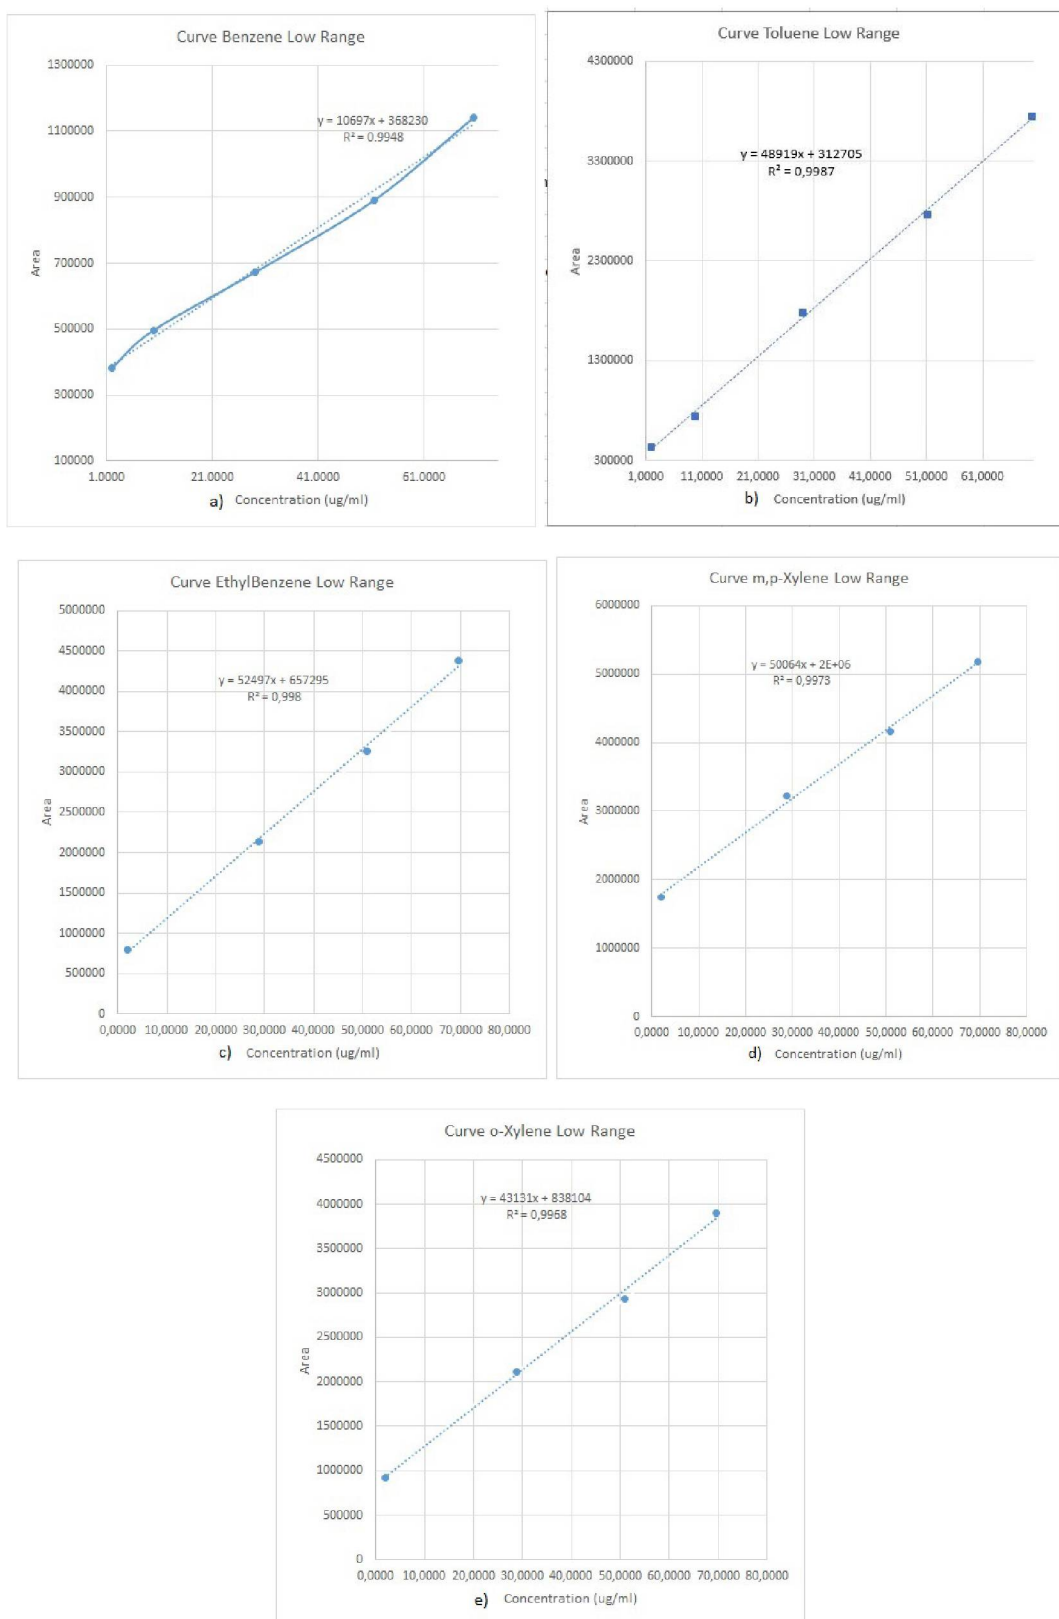 Curve Benzene Low Range
1300000
1100000
900000
700000
500000
300000
100000
Area
y = 10697x + 368230
R² = 0.9948
1.0000 21.0000 41.0000 61.0000
a) Concentration (ug/ml)
Curve Toluene Low Range
4300000
3300000
2300000
1300000
300000
Area
y = 48919x + 312705
R² = 0,9987
1,0000 11,0000 21,0000 31,0000 41,0000 51,0000 61,0000
b) Concentration (ug/ml)
Curve EthylBenzene Low Range
5000000
4500000
4000000
3500000
3000000
2500000
2000000
1500000
1000000
500000
0
Area
y = 52497x + 657295
R² = 0,998
0,0000 10,0000 20,0000 30,0000 40,0000 50,0000 60,0000 70,0000 80,0000
c) Concentration (ug/ml)
Curve m,p-Xylene Low Range
6000000
5000000
4000000
3000000
2000000
1000000
0
Area
y = 50064x + 2E+06
R² = 0,9973
0,0000 10,0000 20,0000 30,0000 40,0000 50,0000 60,0000 70,0000 80,0000
d) Concentration (ug/ml)
Curve o-Xylene Low Range
4500000
4000000
3500000
3000000
2500000
2000000
1500000
1000000
500000
0
Area
y = 43131x + 838104
R² = 0,9968
0,0000 10,0000 20,0000 30,0000 40,0000 50,0000 60,0000 70,0000 80,0000
e) Concentration (ug/ml)